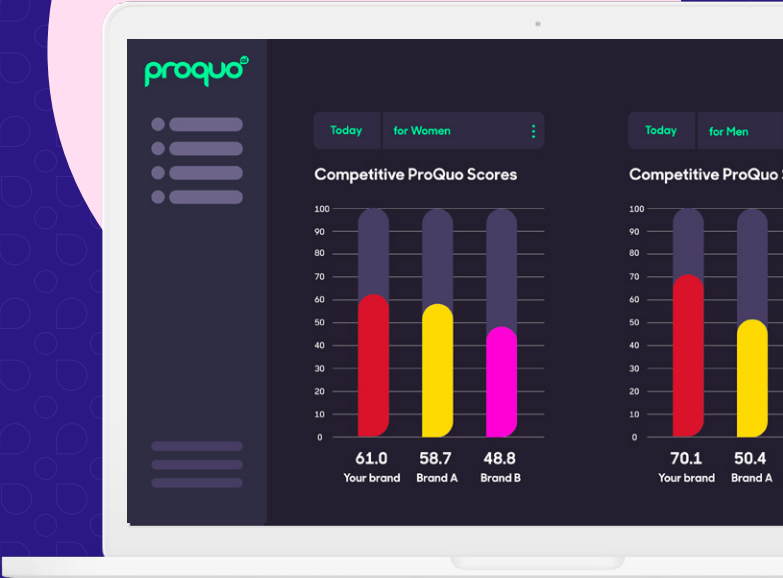 proquo ai
Today for Women
Competitive ProQuo Scores
100
90
80
70
60
50
40
30
20
10
0
61.0 58.7 48.8
Your brand Brand A Brand B
Today for Men
Competitive ProQuo
100
90
80
70
60
50
40
30
20
10
0
70.1 50.4
Your brand Brand A